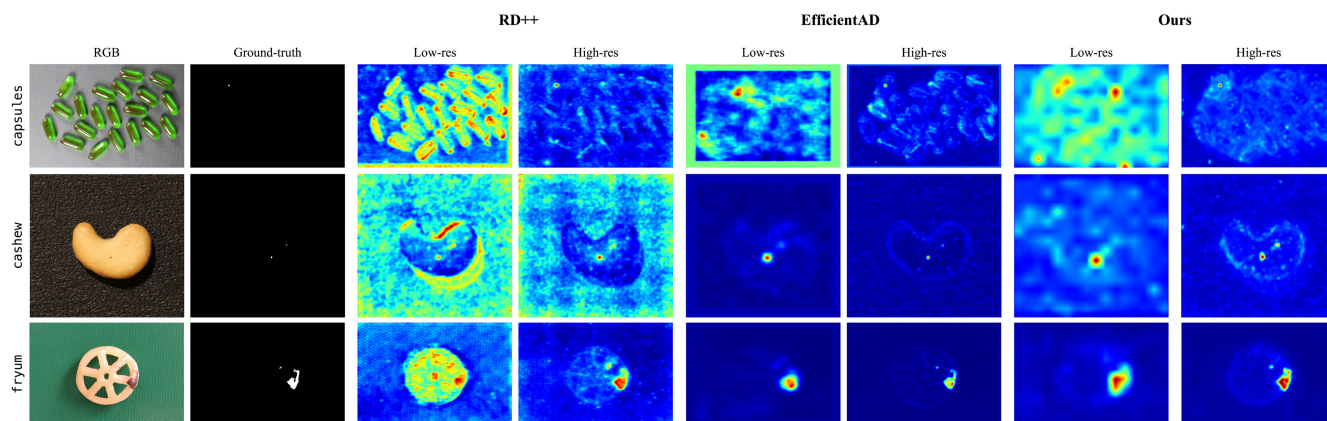 RD++ EfficientAD Ours
RGB Ground-truth Low-res High-res Low-res High-res Low-res High-res
capsules
cashew
fryum